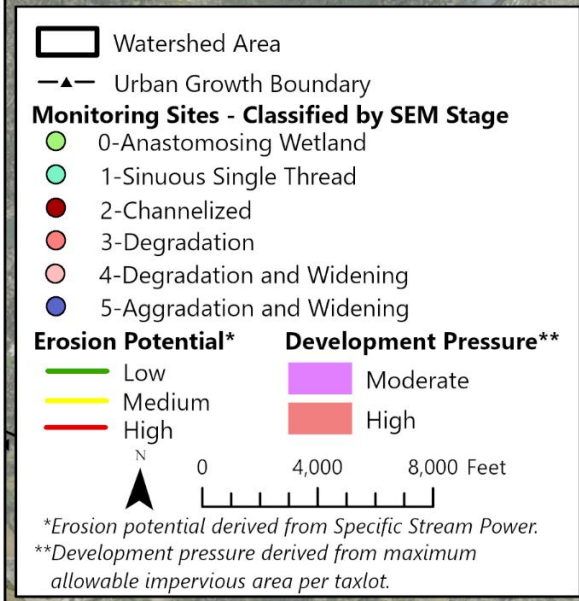 Watershed Area
Urban Growth Boundary
Monitoring Sites - Classified by SEM Stage
0-Anastomosing Wetland
1-Sinuous Single Thread
2-Channelized
3-Degradation
4-Degradation and Widening
5-Aggradation and Widening
Erosion Potential* Development Pressure**
Low
Moderate
Medium
High
High
N
0 4,000 8,000 Feet
*Erosion potential derived from Specific Stream Power.
**Development pressure derived from maximum
allowable impervious area per taxlot.